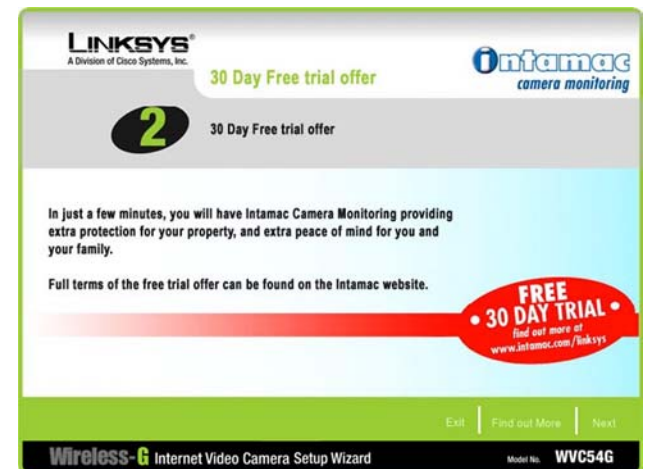 LINKSYS®
A Division of Cisco Systems, Inc.
30 Day Free trial offer
intamac
camera monitoring
2
30 Day Free trial offer
In just a few minutes, you will have Intamac Camera Monitoring providing
extra protection for your property, and extra peace of mind for you and
your family.
Full terms of the free trial offer can be found on the Intamac website.
FREE
• 30 DAY TRIAL •
find out more at
www.intamac.com/linksys
Exit | Find out More | Next
Wireless-G Internet Video Camera Setup Wizard
Model No. WVC54G